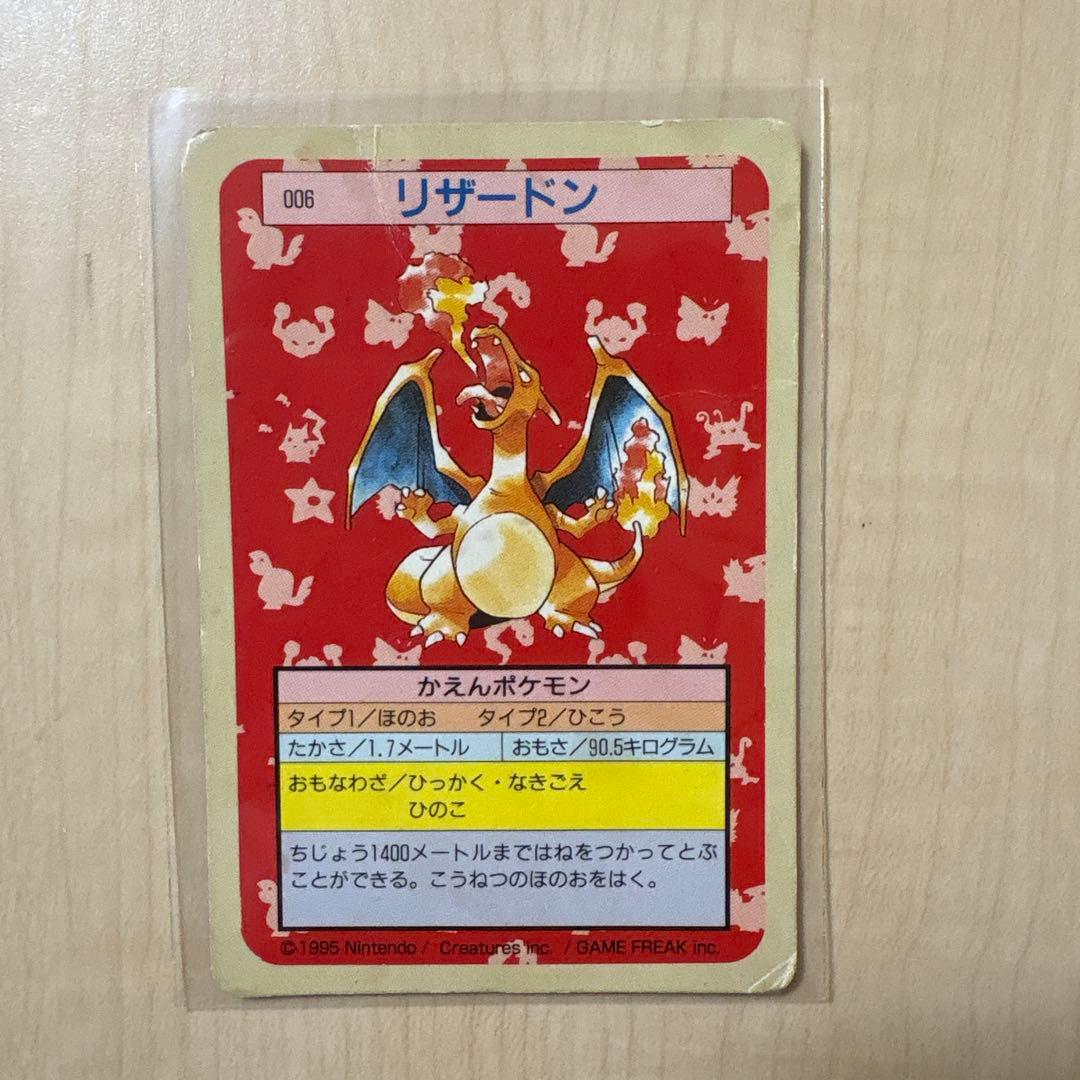 006 リザードン
かえんポケモン
タイプ1／ほのお タイプ2／ひこう
たかさ／1.7メートル おもさ／90.5キログラム
おもなわざ／ひっかく・なきごえ
ひのこ
ちじょう1400メートルまではねをつかってとぶ
ことができる。こうねつのほのおをはく。
©1995 Nintendo / Creatures inc. / GAME FREAK inc.